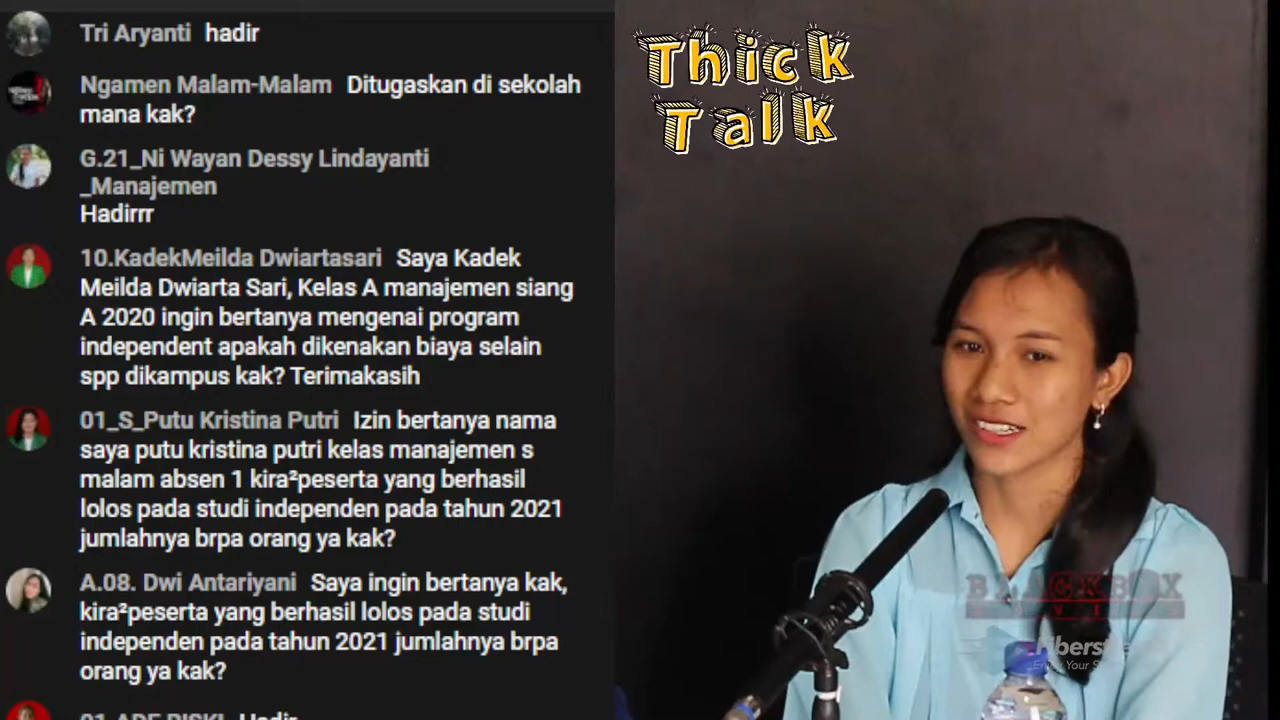 Tri Aryanti hadir
Ngamen Malam-Malam Ditugaskan di sekolah
mana kak?
G.21_Ni Wayan Dessy Lindayanti
_Manajemen
Hadirrr
10.KadekMeilda Dwiartasari Saya Kadek
Meilda Dwiarta Sari, Kelas A manajemen siang
A 2020 ingin bertanya mengenai program
independent apakah dikenakan biaya selain
spp dikampus kak? Terimakasih
01_S_Putu Kristina Putri Izin bertanya nama
saya putu kristina putri kelas manajemen s
malam absen 1 kira²peserta yang berhasil
lolos pada studi independen pada tahun 2021
jumlahnya brpa orang ya kak?
A.08. Dwi Antariyani Saya ingin bertanya kak,
kira²peserta yang berhasil lolos pada studi
independen pada tahun 2021 jumlahnya brpa
orang ya kak?
Hadir
Thick
Talk
BLACKBOX
Enjoy Your